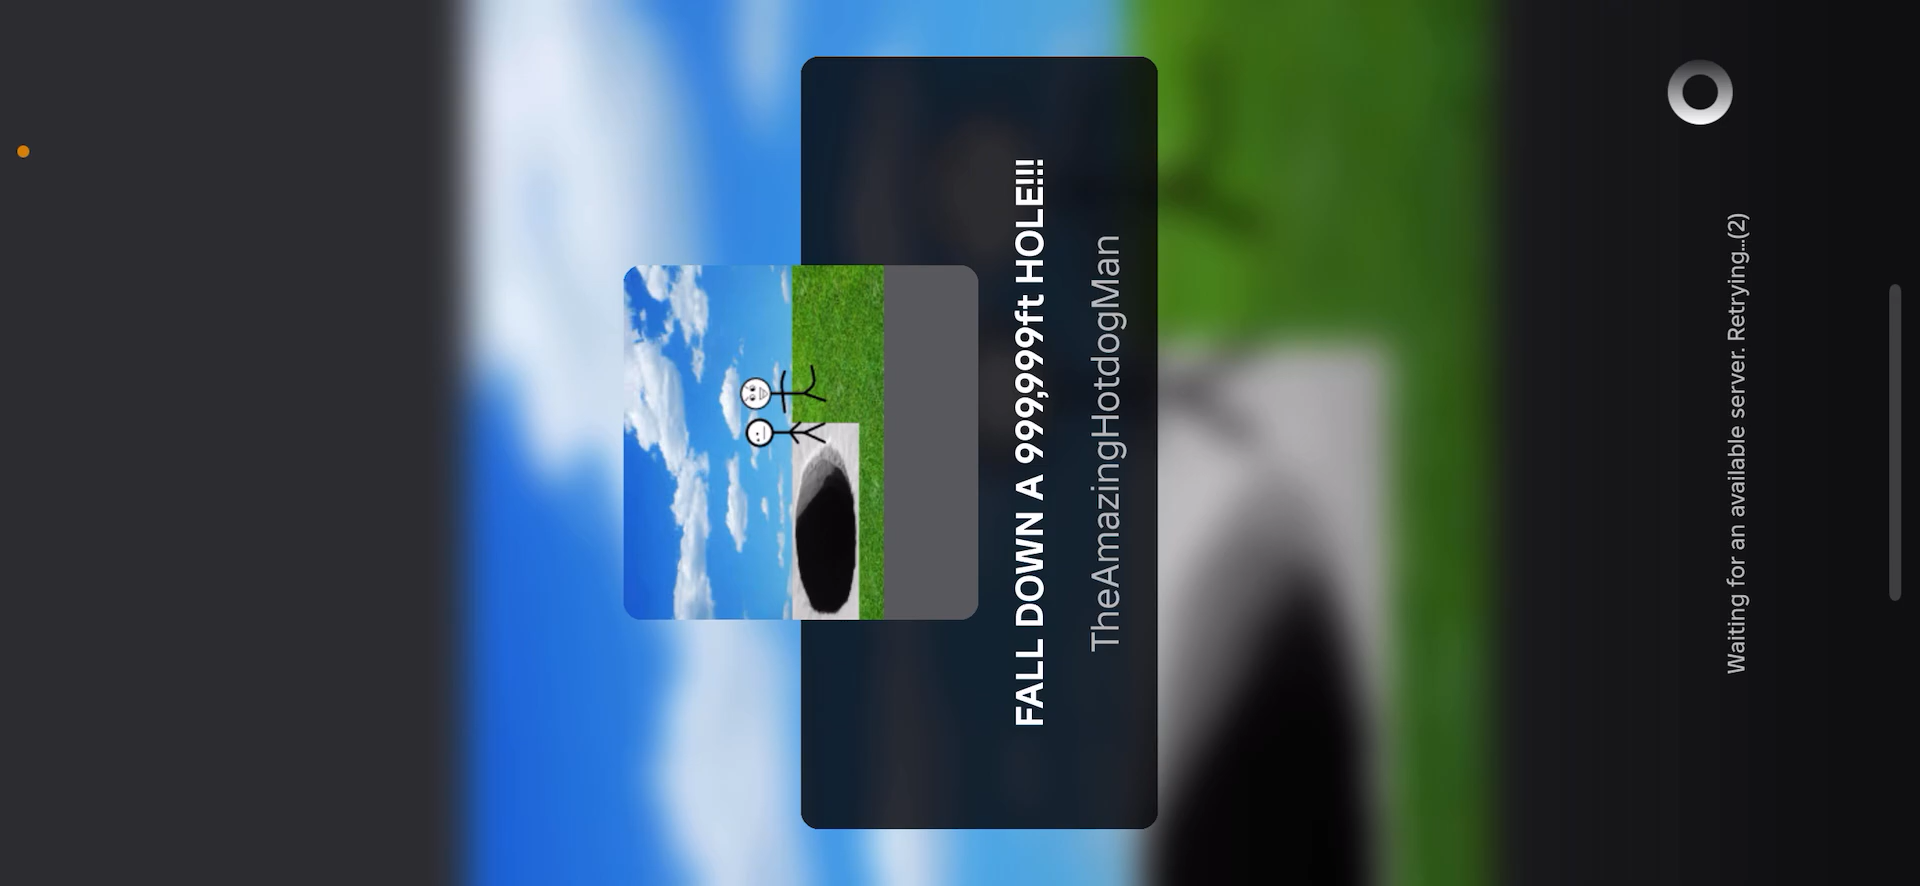 FALL DOWN A 999,999ft HOLE!!!
TheAmazingHotdogMan
Waiting for an available server. Retrying...(2)